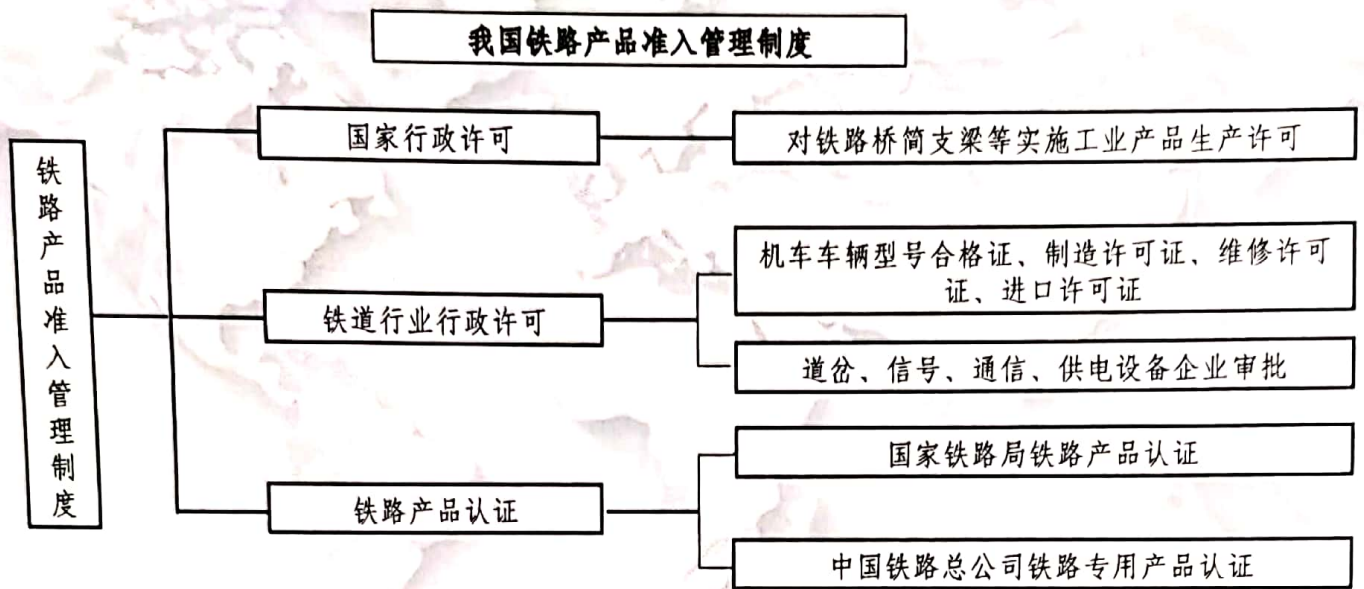 我国铁路产品准入管理制度
铁路产品准入管理制度
国家行政许可
对铁路桥简支梁等实施工业产品生产许可
铁道行业行政许可
机车车辆型号合格证、制造许可证、维修许可
证、进口许可证
道岔、信号、通信、供电设备企业审批
铁路产品认证
国家铁路局铁路产品认证
中国铁路总公司铁路专用产品认证